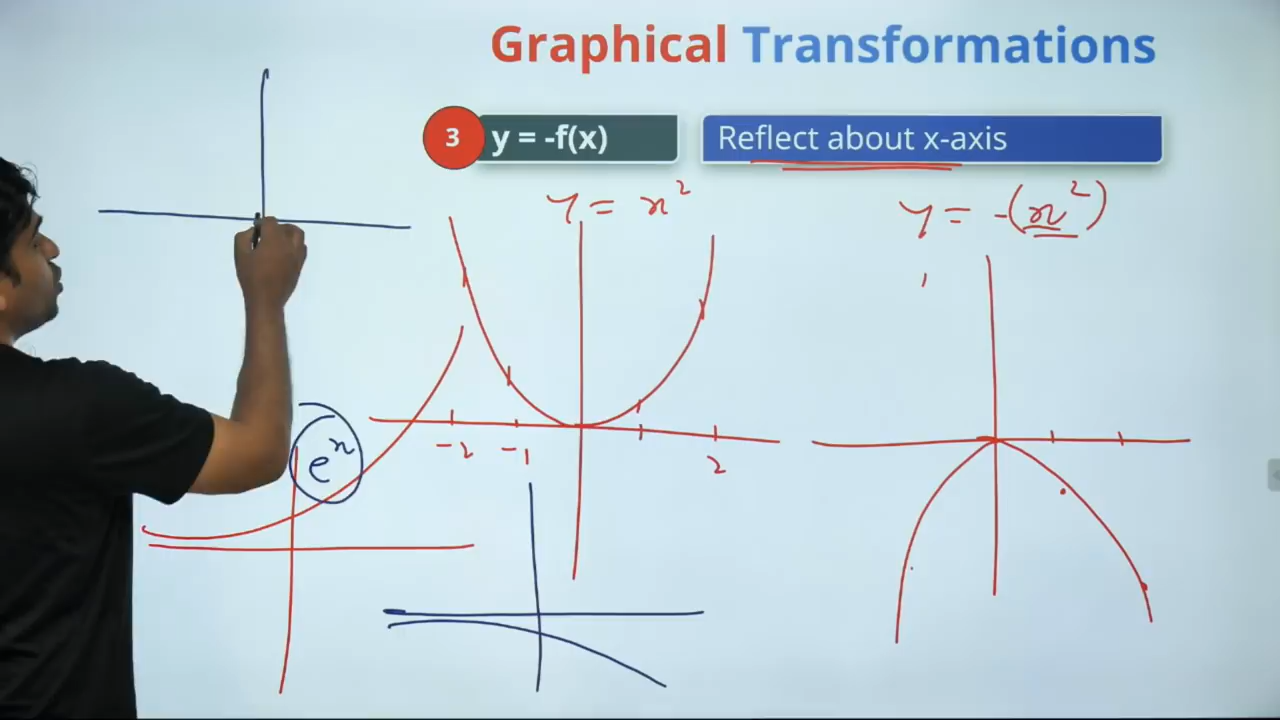 Graphical Transformations
3 y = -f(x) Reflect about x-axis
y = x²
y = -(x²)
-2 -1 2
eˣ